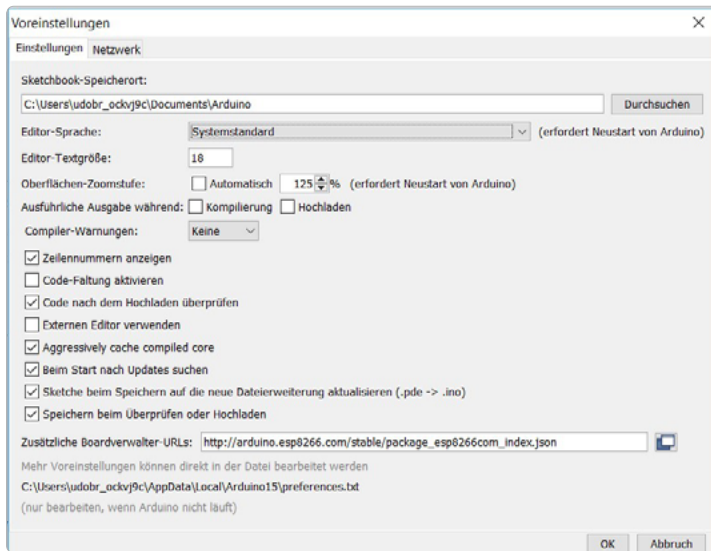 Voreinstellungen
Einstellungen Netzwerk
Sketchbook-Speicherort:
C:\Users\udobr_ockvj9c\Documents\Arduino Durchsuchen
Editor-Sprache: Systemstandard (erfordert Neustart von Arduino)
Editor-Textgröße: 18
Oberflächen-Zoomstufe: Automatisch 125 % (erfordert Neustart von Arduino)
Ausführliche Ausgabe während: Kompilierung Hochladen
Compiler-Warnungen: Keine
Zeilennummern anzeigen
Code-Faltung aktivieren
Code nach dem Hochladen überprüfen
Externen Editor verwenden
Aggressively cache compiled core
Beim Start nach Updates suchen
Sketche beim Speichern auf die neue Dateierweiterung aktualisieren (.pde -> .ino)
Speichern beim Überprüfen oder Hochladen
Zusätzliche Boardverwalter-URLs: http://arduino.esp8266.com/stable/package_esp8266com_index.json
Mehr Voreinstellungen können direkt in der Datei bearbeitet werden
C:\Users\udobr_ockvj9c\AppData\Local\Arduino15\preferences.txt
(nur bearbeiten, wenn Arduino nicht läuft)
OK Abbruch